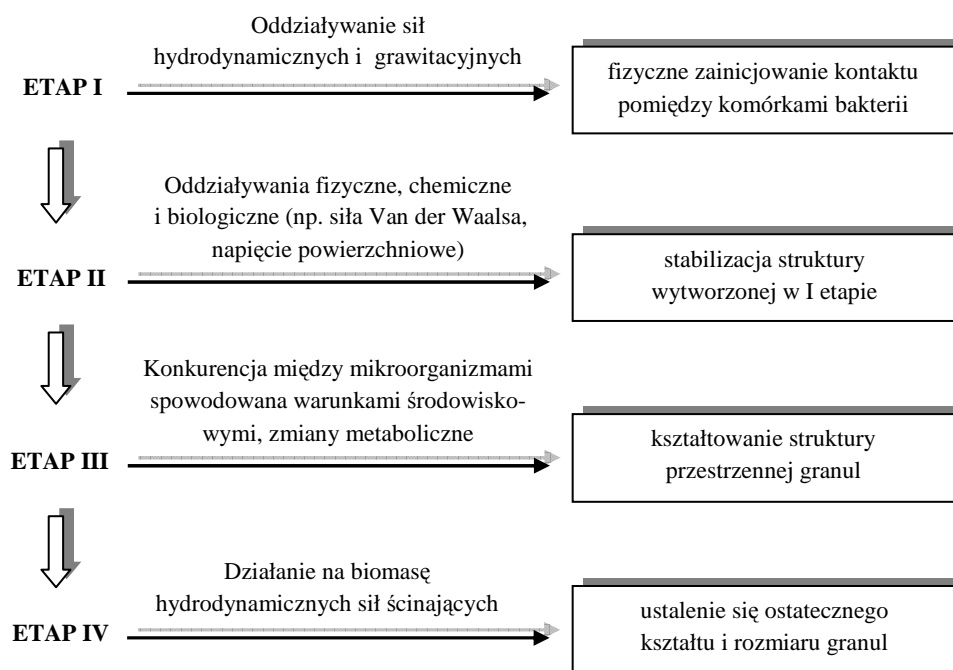 Oddziaływanie sił
hydrodynamicznych i grawitacyjnych
ETAP I
fizyczne zainicjowanie kontaktu
pomiędzy komórkami bakterii
Oddziaływania fizyczne, chemiczne
i biologiczne (np. siła Van der Waalsa,
napięcie powierzchniowe)
ETAP II
stabilizacja struktury
wytworzonej w I etapie
Konkurencja między mikroorganizmami
spowodowana warunkami środowisko-
wymi, zmiany metaboliczne
ETAP III
kształtowanie struktury
przestrzennej granul
Działanie na biomasę
hydrodynamicznych sił ścinających
ETAP IV
ustalenie się ostatecznego
kształtu i rozmiaru granul